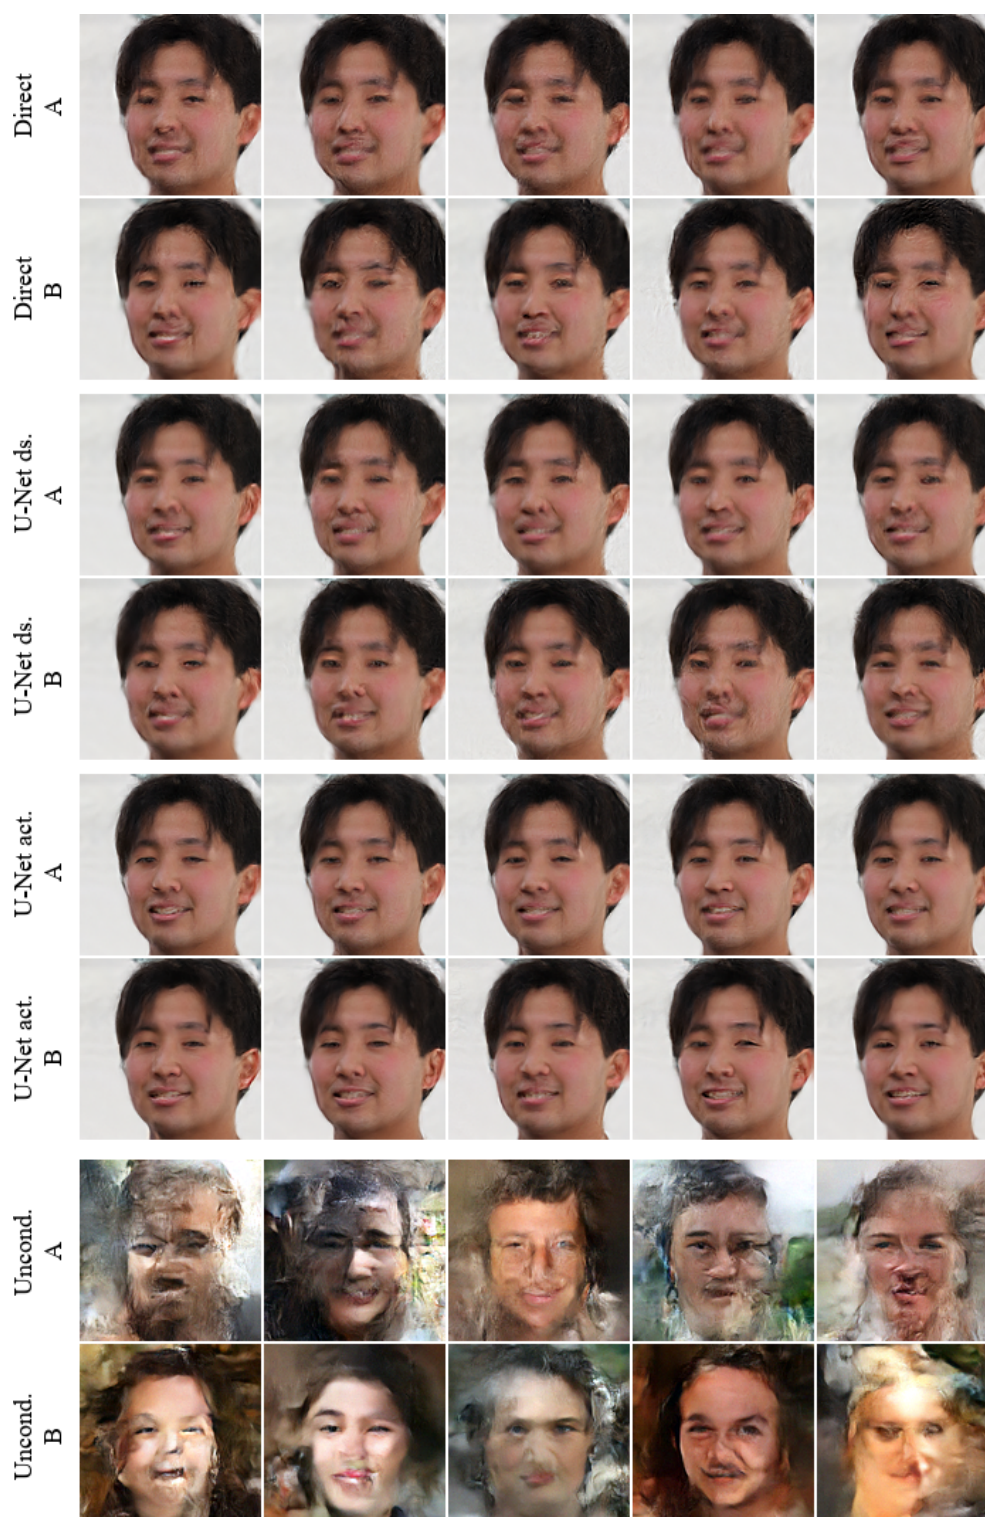 Direct
A
Direct
B
U-Net ds.
A
U-Net ds.
B
U-Net act.
A
U-Net act.
B
Uncond.
A
Uncond.
B